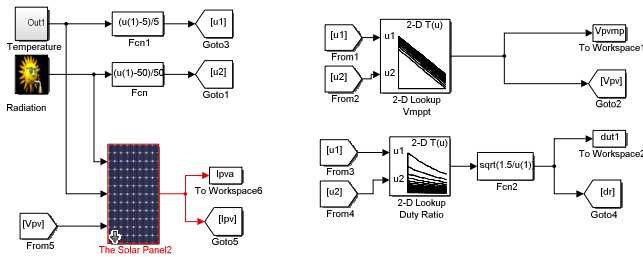 Out1
Temperature
(u(1)-5)/5
Fcn1
[u1]
Goto3
Radiation
(u(1)-50)/50
Fcn
[u2]
Goto1
[Vpv]
From5
The Solar Panel2
Ipva
To Workspace6
[Ipv]
Goto5
[u1]
From1
[u2]
From2
2-D T(u)
u1
u2
2-D Lookup
Vmppt
Vpvmp
To Workspace1
[Vpv]
Goto2
[u1]
From3
[u2]
From4
2-D T(u)
u1
u2
2-D Lookup
Duty Ratio
sqrt(1.5/u(1)
Fcn2
dut1
To Workspace2
[dr]
Goto4